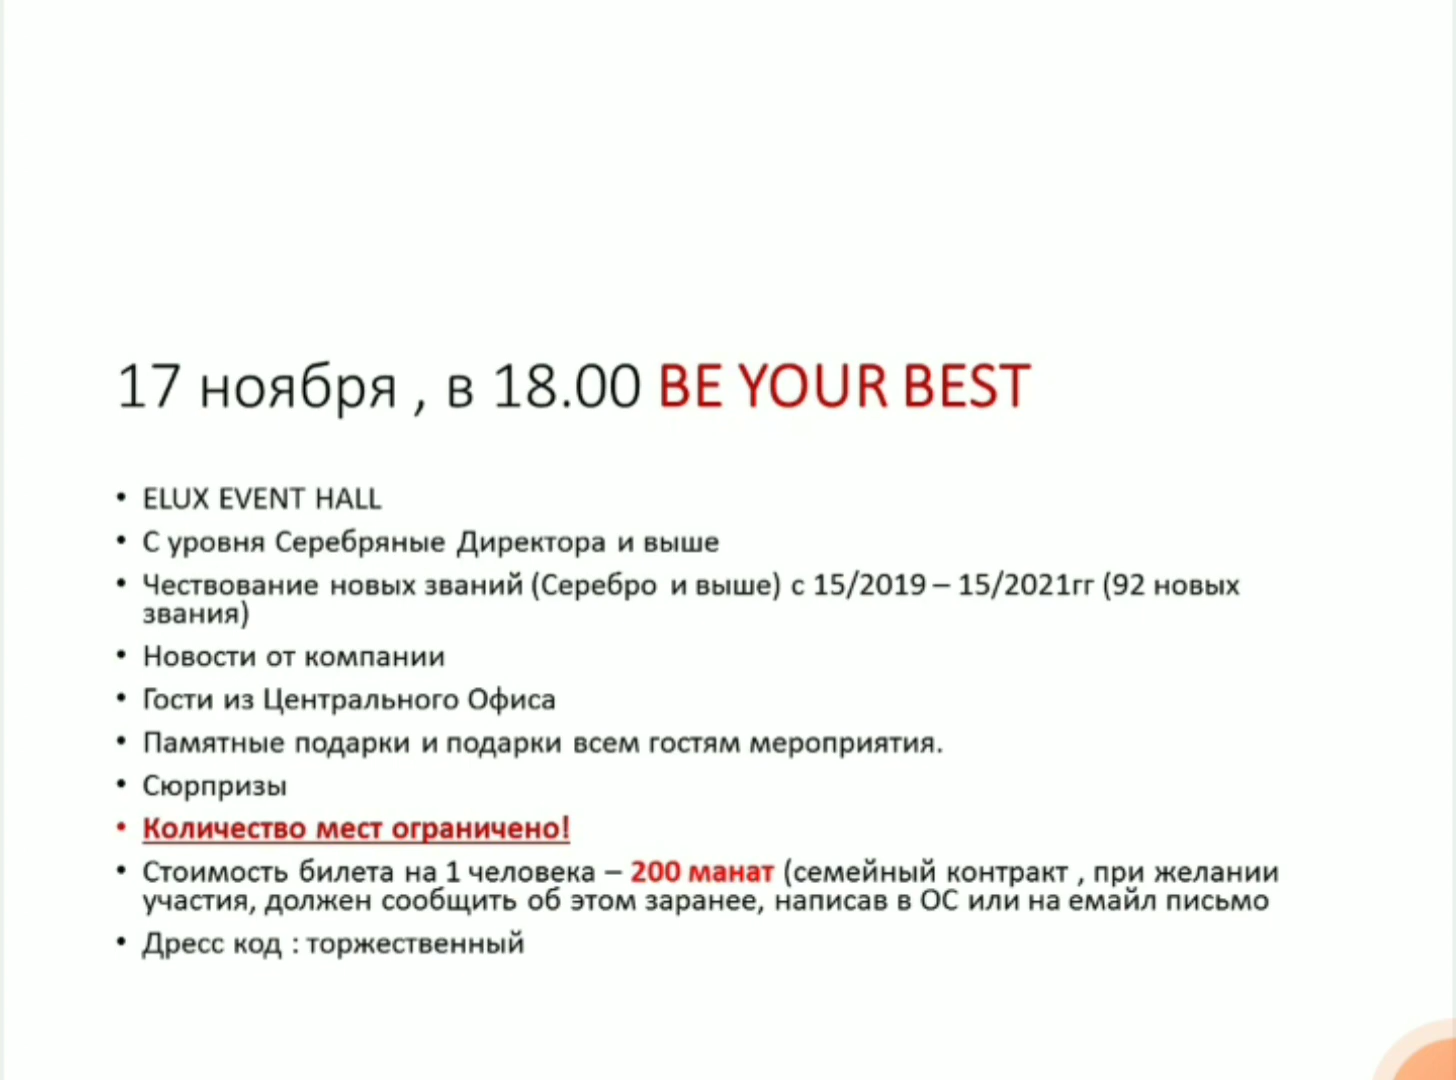 17 ноября , в 18.00 BE YOUR BEST
• ELUX EVENT HALL
• С уровня Серебряные Директора и выше
• Чествование новых званий (Серебро и выше) с 15/2019 – 15/2021гг (92 новых
звания)
• Новости от компании
• Гости из Центрального Офиса
• Памятные подарки и подарки всем гостям мероприятия.
• Сюрпризы
• Количество мест ограничено!
• Стоимость билета на 1 человека – 200 манат (семейный контракт , при желании
участия, должен сообщить об этом заранее, написав в ОС или на емайл письмо
• Дресс код : торжественный